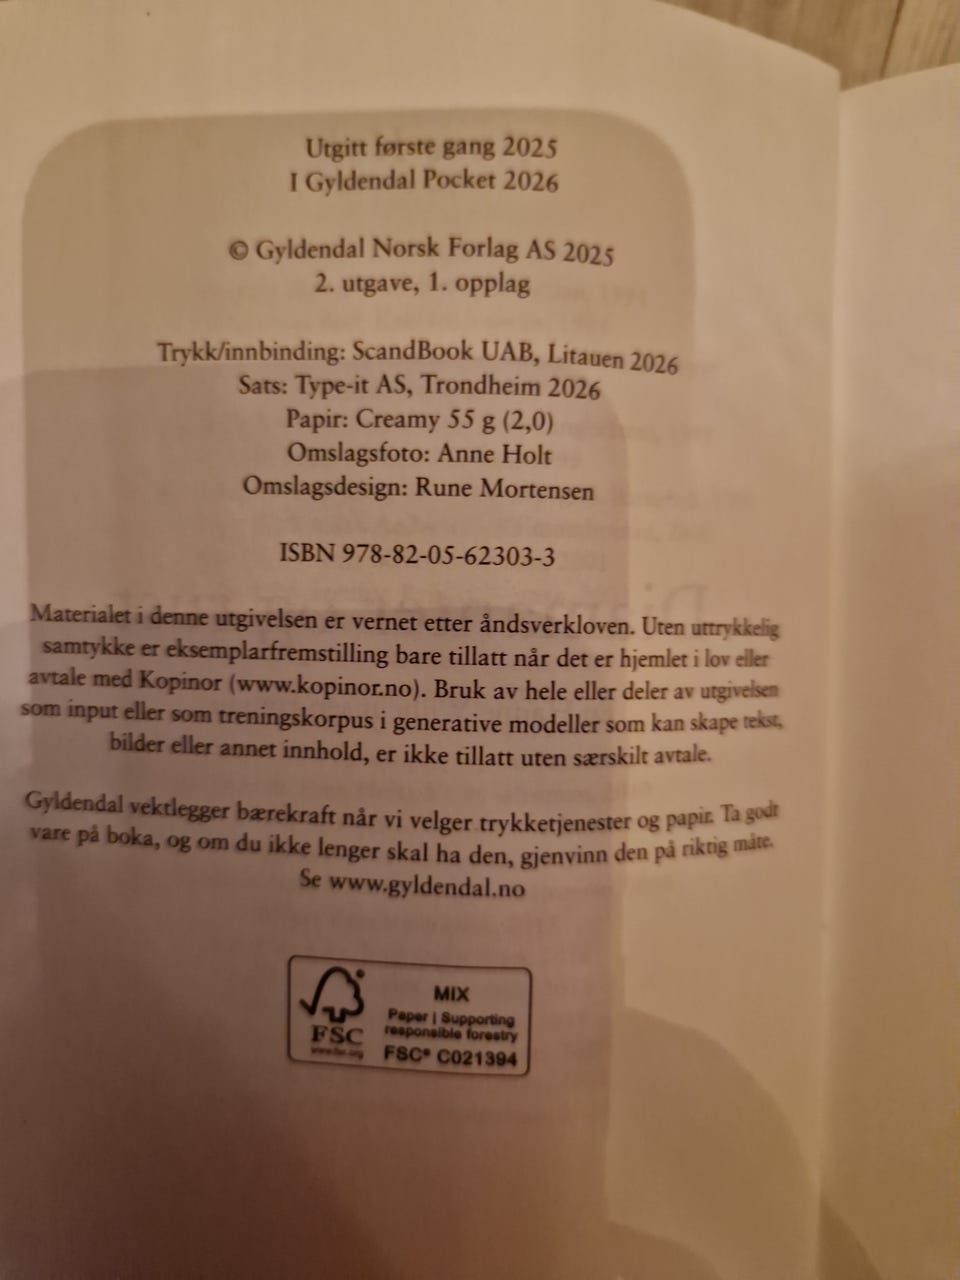 Utgitt første gang 2025
I Gyldendal Pocket 2026
© Gyldendal Norsk Forlag AS 2025
2. utgave, 1. opplag
Trykk/innbinding: ScandBook UAB, Litauen 2026
Sats: Type-it AS, Trondheim 2026
Papir: Creamy 55 g (2,0)
Omslagsfoto: Anne Holt
Omslagsdesign: Rune Mortensen
ISBN 978-82-05-62303-3
Materialet i denne utgivelsen er vernet etter åndsverkloven. Uten uttrykkelig
samtykke er eksemplarfremstilling bare tillatt når det er hjemlet i lov eller
avtale med Kopinor (www.kopinor.no). Bruk av hele eller deler av utgivelsen
som input eller som treningskorpus i generative modeller som kan skape tekst,
bilder eller annet innhold, er ikke tillatt uten særskilt avtale.
Gyldendal vektlegger bærekraft når vi velger trykketjenester og papir. Ta godt
vare på boka, og om du ikke lenger skal ha den, gjenvinn den på riktig måte.
Se www.gyldendal.no
FSC
www.fsc.org
MIX
Paper | Supporting
responsible forestry
FSC® C021394